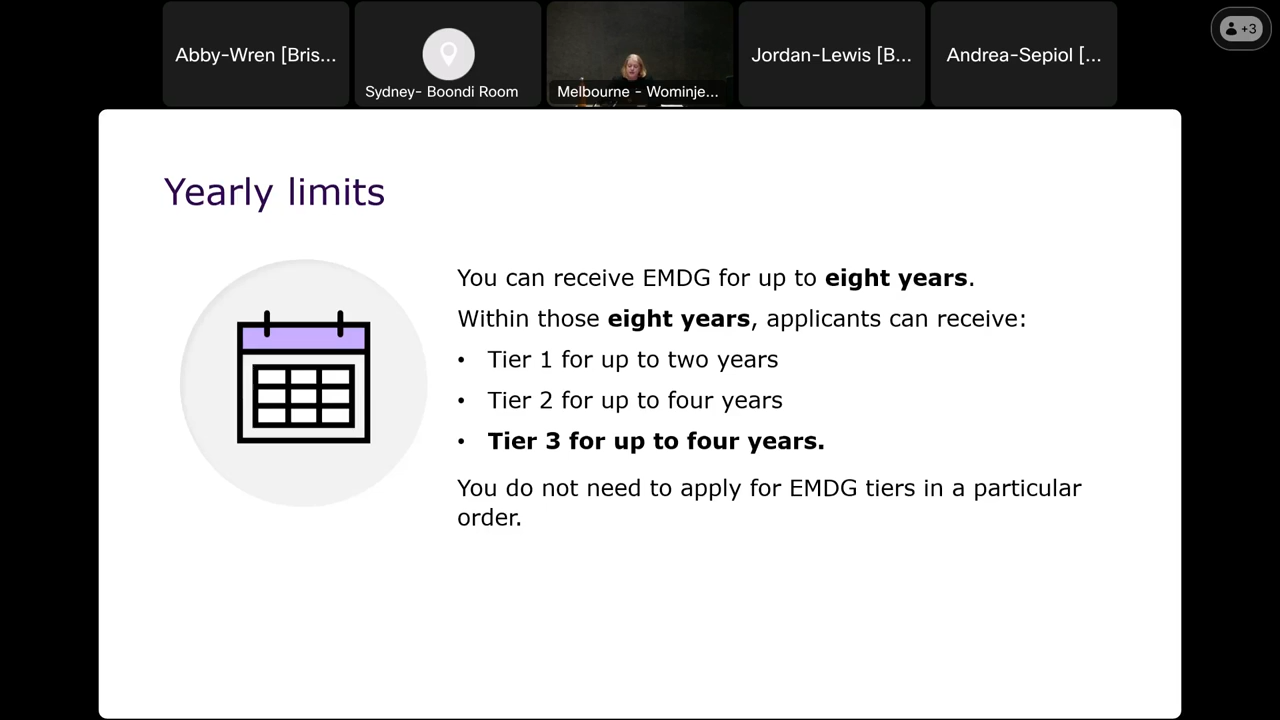 Abby-Wren [Bris...
Sydney- Boondi Room
Melbourne - Wominje...
Jordan-Lewis [B...
Andrea-Sepiol [...
+3
Yearly limits
You can receive EMDG for up to eight years.
Within those eight years, applicants can receive:
• Tier 1 for up to two years
• Tier 2 for up to four years
• Tier 3 for up to four years.
You do not need to apply for EMDG tiers in a particular
order.